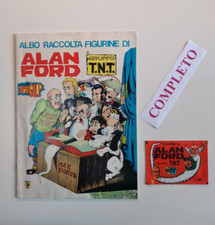 ALBO RACCOLTA FIGURINE DI
ALAN
FORD
GRUPPO
T.N.T.
COMPLETO
ALAN
FORD
T.N.T.